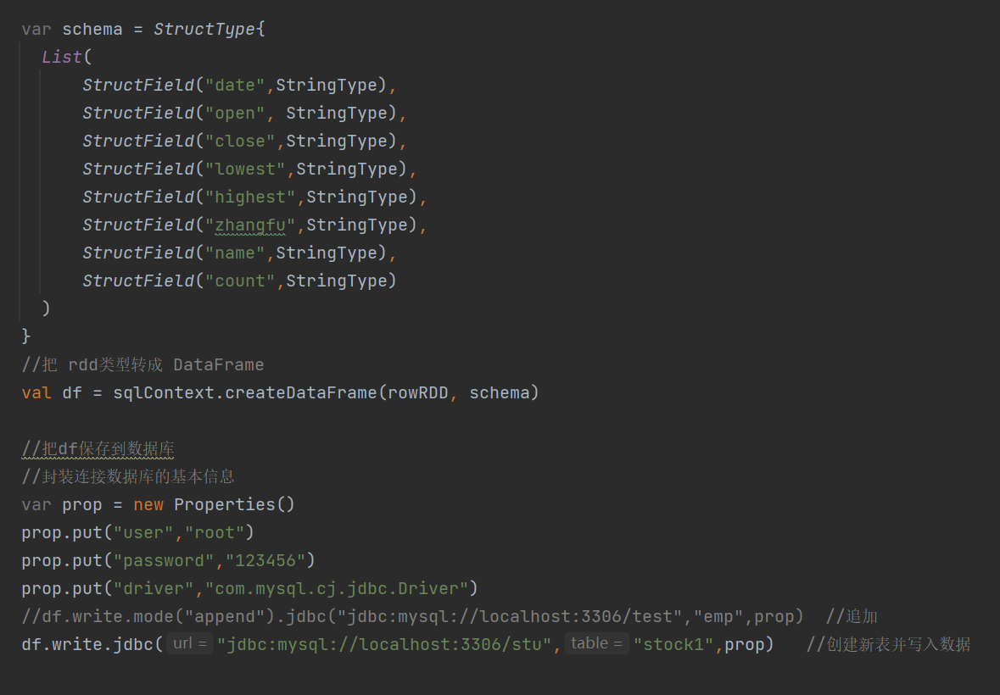 var schema = StructType{
List(
StructField("date",StringType),
StructField("open", StringType),
StructField("close",StringType),
StructField("lowest",StringType),
StructField("highest",StringType),
StructField("zhangfu",StringType),
StructField("name",StringType),
StructField("count",StringType)
)
}
//把 rdd类型转成 DataFrame
val df = sqlContext.createDataFrame(rowRDD, schema)
//把df保存到数据库
//封装连接数据库的基本信息
var prop = new Properties()
prop.put("user","root")
prop.put("password","123456")
prop.put("driver","com.mysql.cj.jdbc.Driver")
//df.write.mode("append").jdbc("jdbc:mysql://localhost:3306/test","emp",prop)  //追加
df.write.jdbc( url = "jdbc:mysql://localhost:3306/stu", table = "stock1",prop)   //创建新表并写入数据